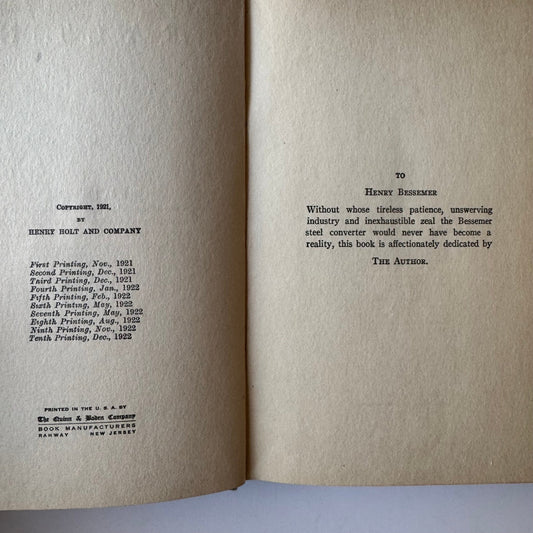 COPYRIGHT, 1921,
BY
HENRY HOLT AND COMPANY
First Printing, Nov., 1921
Second Printing, Dec., 1921
Third Printing, Dec., 1921
Fourth Printing, Jan., 1922
Fifth Printing, Feb., 1922
Sixth Printing, May, 1922
Seventh Printing, May, 1922
Eighth Printing, Aug., 1922
Ninth Printing, Nov., 1922
Tenth Printing, Dec., 1922
PRINTED IN THE U. S. A. BY
The Quinn & Boden Company
BOOK MANUFACTURERS
RAHWAY NEW JERSEY
TO
HENRY BESSEMER
Without whose tireless patience, unswerving
industry and inexhaustible zeal the Bessemer
steel converter would never have become a
reality, this book is affectionately dedicated by
THE AUTHOR.